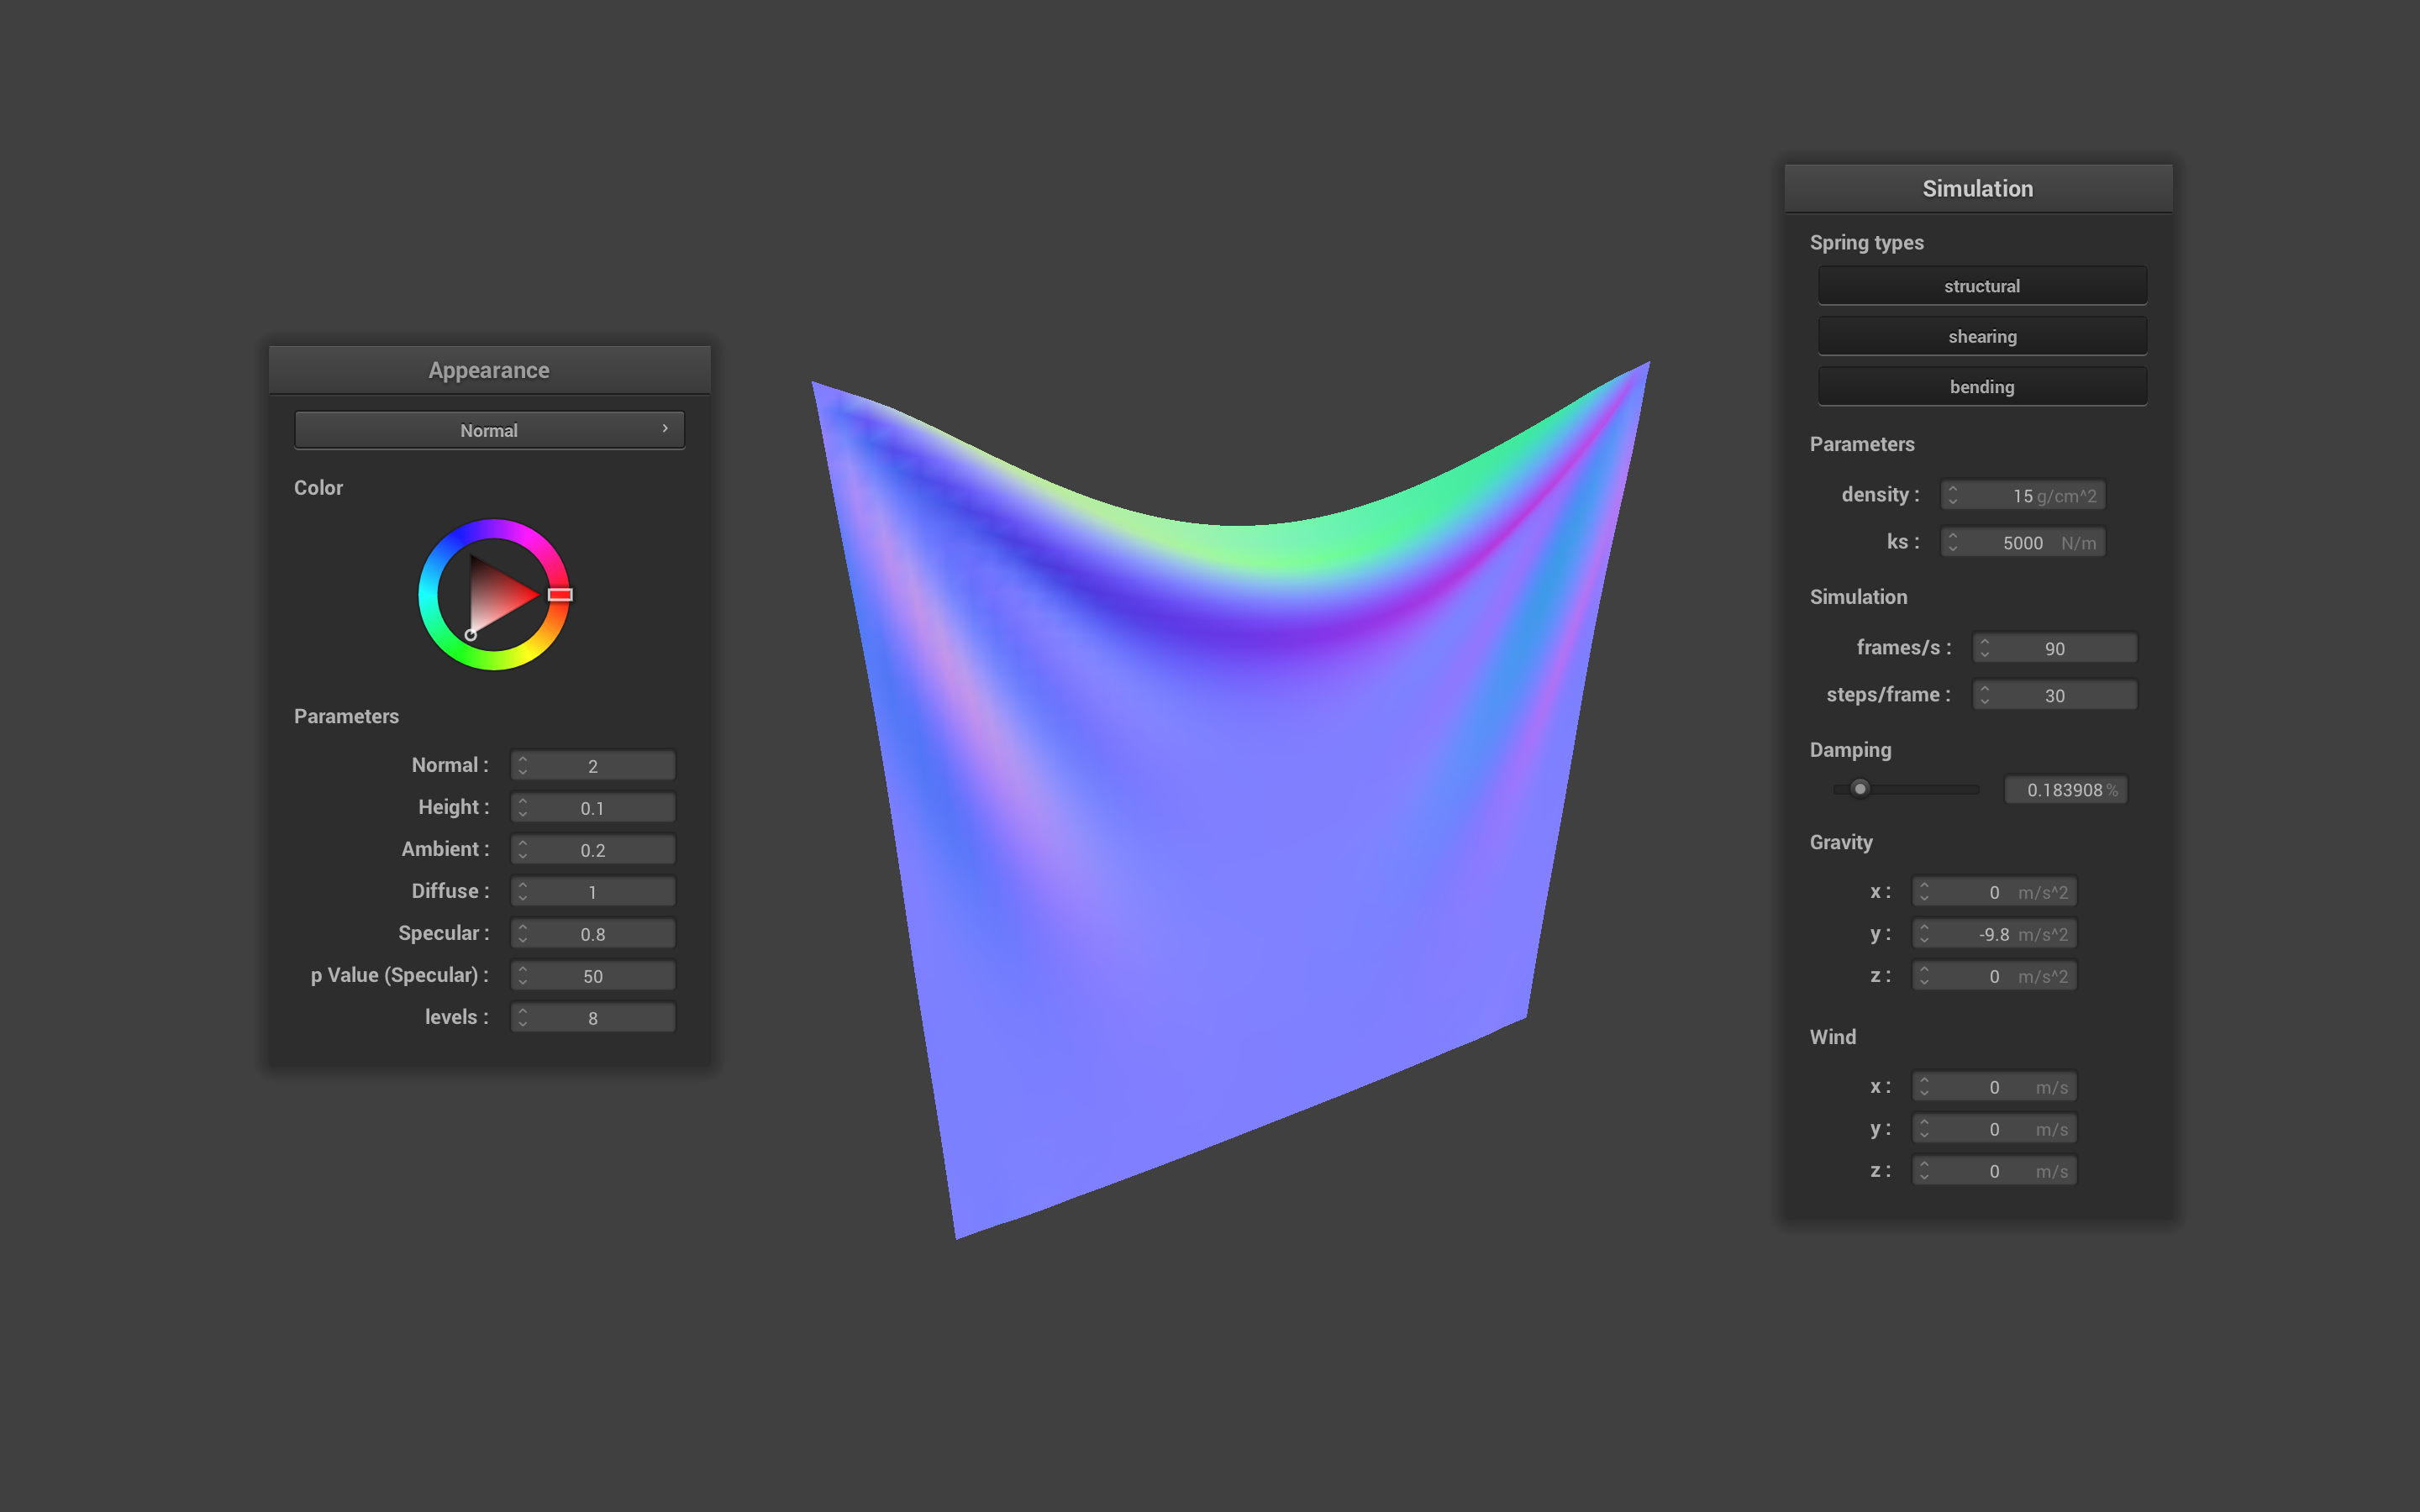 Appearance
Normal
Color
Parameters
Normal : 2
Height : 0.1
Ambient : 0.2
Diffuse : 1
Specular : 0.8
p Value (Specular) : 50
levels : 8
Simulation
Spring types
structural
shearing
bending
Parameters
density : 15 g/cm^2
ks : 5000 N/m
Simulation
frames/s : 90
steps/frame : 30
Damping
0.183908 %
Gravity
x : 0 m/s^2
y : -9.8 m/s^2
z : 0 m/s^2
Wind
x : 0 m/s
y : 0 m/s
z : 0 m/s